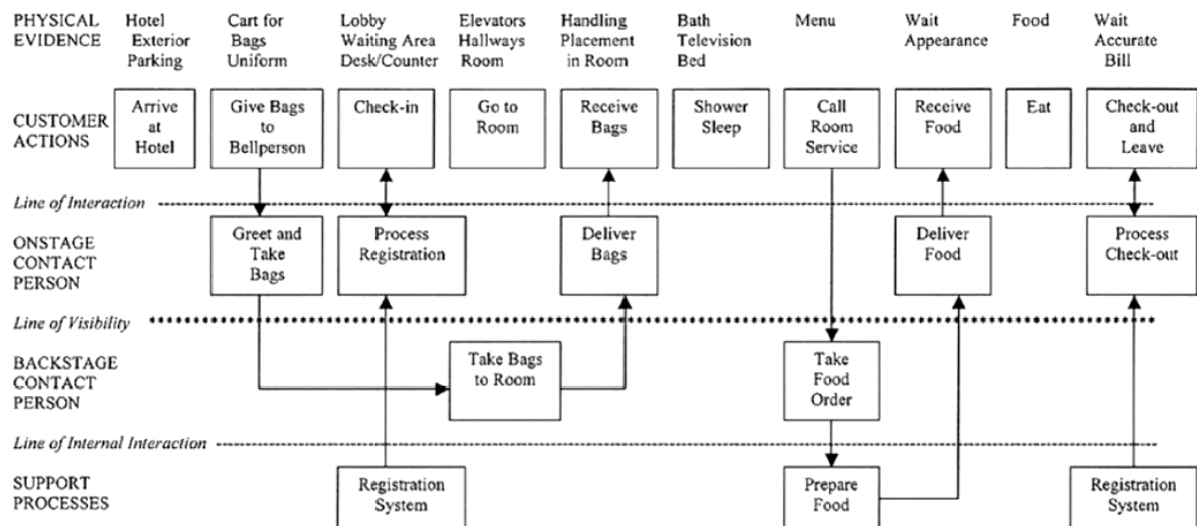 PHYSICAL
EVIDENCE
Hotel
Exterior
Parking
Cart for
Bags
Uniform
Lobby
Waiting Area
Desk/Counter
Elevators
Hallways
Room
Handling
Placement
in Room
Bath
Television
Bed
Menu
Wait
Appearance
Food
Wait
Accurate
Bill
CUSTOMER
ACTIONS
Arrive
at
Hotel
Give Bags
to
Bellperson
Check-in
Go to
Room
Receive
Bags
Shower
Sleep
Call
Room
Service
Receive
Food
Eat
Check-out
and
Leave
Line of Interaction
ONSTAGE
CONTACT
PERSON
Greet and
Take
Bags
Process
Registration
Deliver
Bags
Deliver
Food
Process
Check-out
Line of Visibility
BACKSTAGE
CONTACT
PERSON
Take Bags
to Room
Take
Food
Order
Line of Internal Interaction
SUPPORT
PROCESSES
Registration
System
Prepare
Food
Registration
System